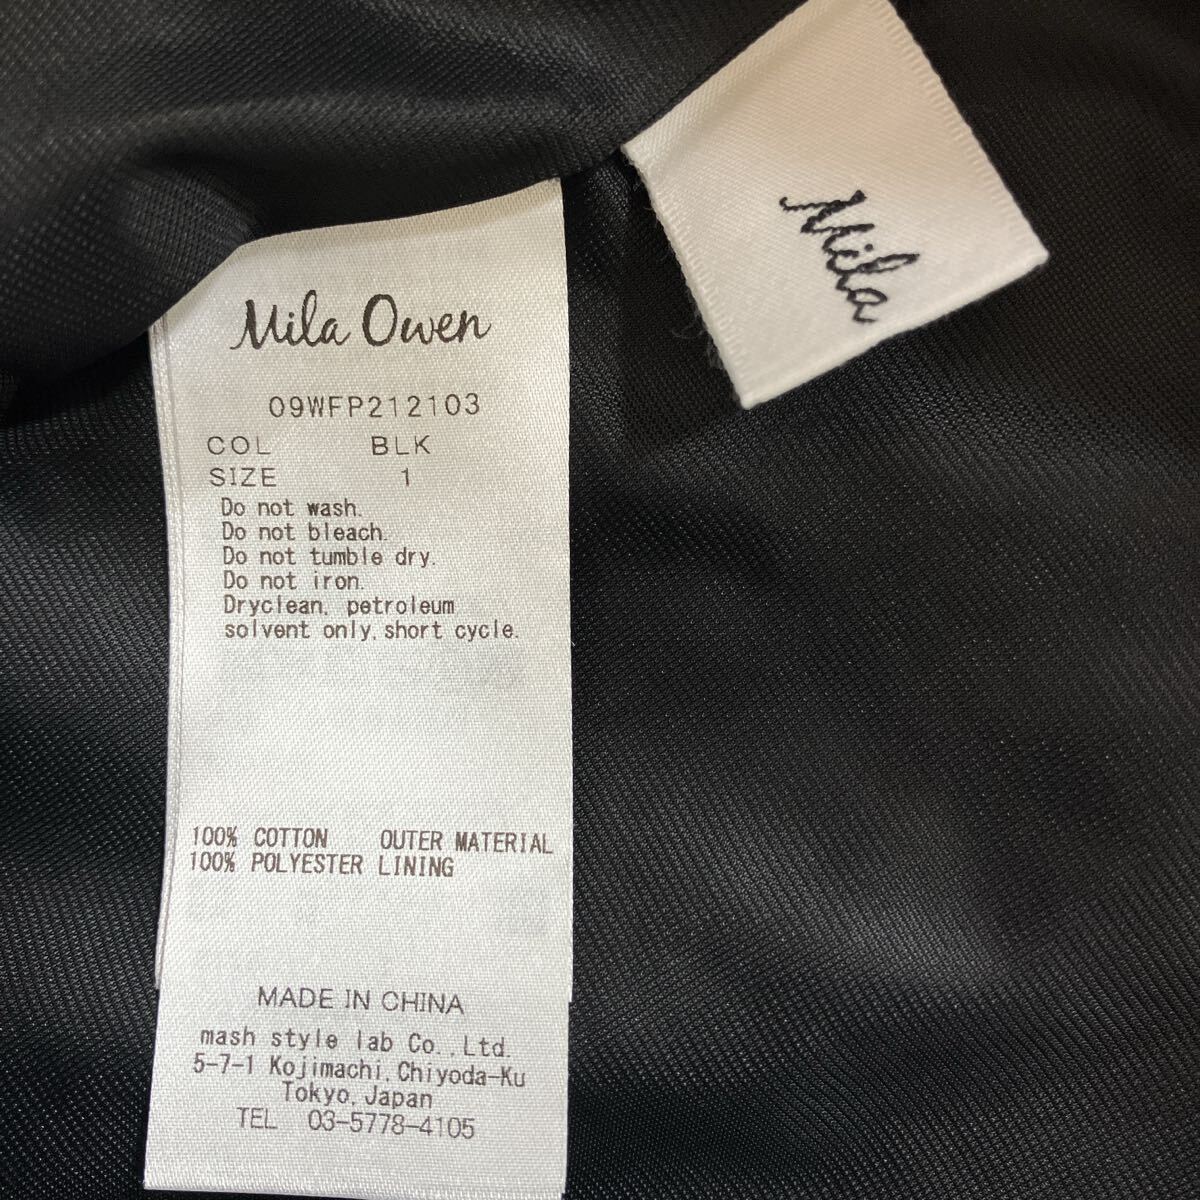 Mila
Mila Owen
09WFP212103
COL BLK
SIZE 1
Do not wash.
Do not bleach.
Do not tumble dry.
Do not iron.
Dryclean, petroleum
solvent only, short cycle.
100% COTTON OUTER MATERIAL
100% POLYESTER LINING
MADE IN CHINA
mash style lab Co.,Ltd.
5-7-1 Kojimachi, Chiyoda-Ku
Tokyo, Japan
TEL 03-5778-4105